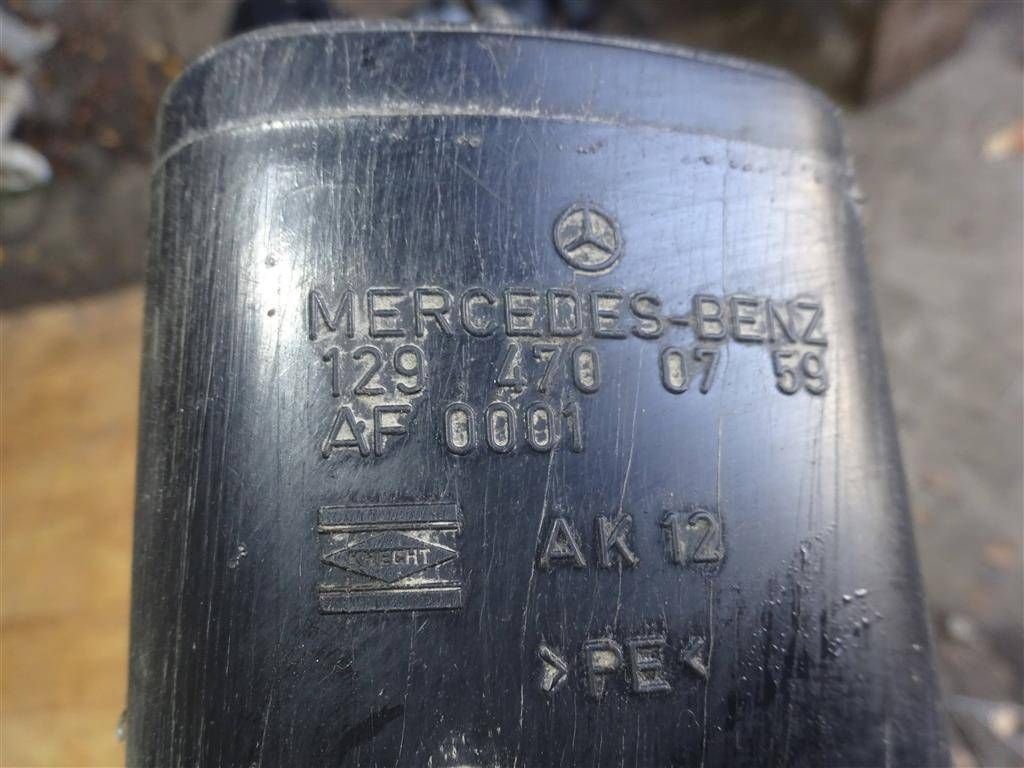 MERCEDES-BENZ
129 470 07 59
AF 0001
KNECHT
AK 12
>PE<